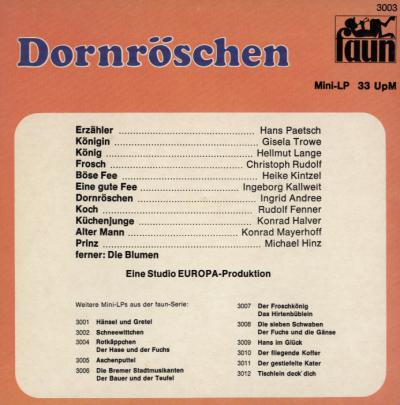 3003
faun
Dornröschen
Mini-LP 33 UpM
Erzähler ........ Hans Paetsch
Königin ........ Gisela Trowe
König ........ Hellmut Lange
Frosch ........ Christoph Rudolf
Böse Fee ........ Heike Kintzel
Eine gute Fee ........ Ingeborg Kallweit
Dornröschen ........ Ingrid Andree
Koch ........ Rudolf Fenner
Küchenjunge ........ Konrad Halver
Alter Mann ........ Konrad Mayerhoff
Prinz ........ Michael Hinz
ferner: Die Blumen
Eine Studio EUROPA-Produktion
Weitere Mini-LPs aus der faun-Serie:
3001 Hänsel und Gretel
3002 Schneewittchen
3004 Rotkäppchen
Der Hase und der Fuchs
3005 Aschenputtel
3006 Die Bremer Stadtmusikanten
Der Bauer und der Teufel
3007 Der Froschkönig
Das Hirtenbüblein
3008 Die sieben Schwaben
Der Fuchs und die Gänse
3009 Hans im Glück
3010 Der fliegende Koffer
3011 Der gestiefelte Kater
3012 Tischlein deck' dich